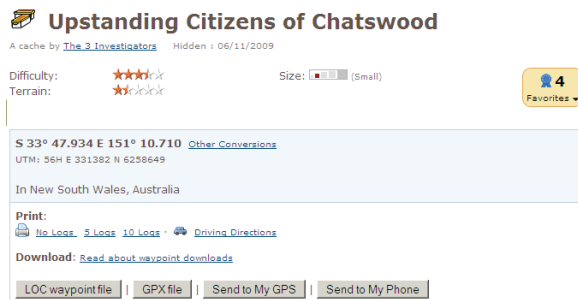 Upstanding Citizens of Chatswood
A cache by The 3 Investigators Hidden : 06/11/2009
Difficulty:
Size: (Small)
Terrain:
4
Favorites
S 33° 47.934 E 151° 10.710 Other Conversions
UTM: 56H E 331382 N 6258649
In New South Wales, Australia
Print:
No Logs 5 Logs 10 Logs · Driving Directions
Download: Read about waypoint downloads
LOC waypoint file | GPX file | Send to My GPS | Send to My Phone